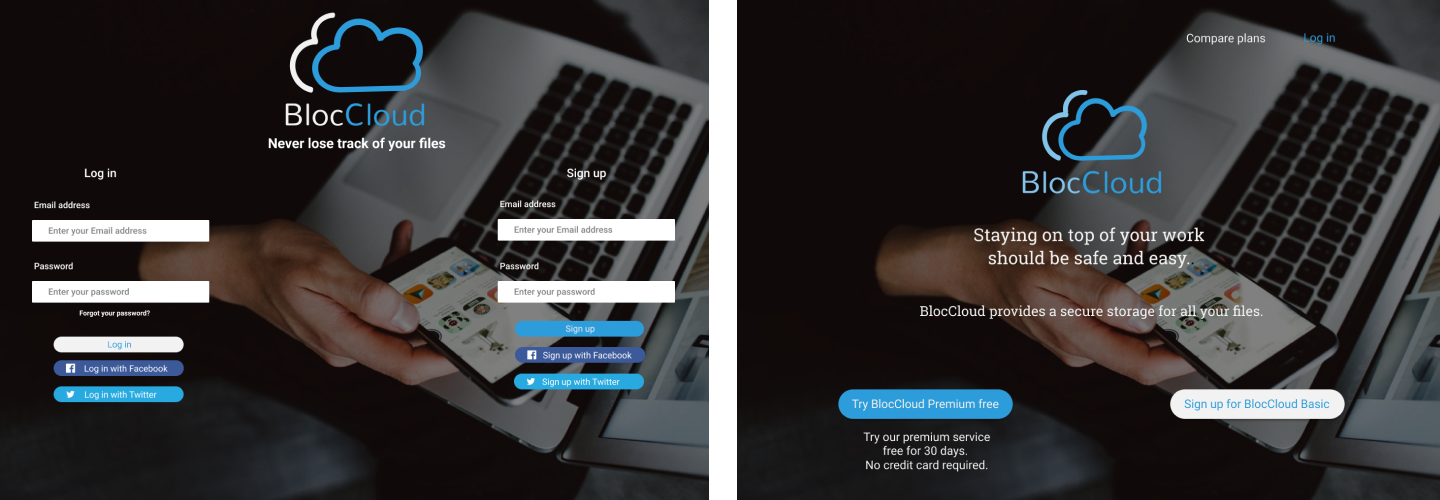 BlocCloud
Never lose track of your files
Log in
Email address
Enter your Email address
Password
Enter your password
Forgot your password?
Log in
Log in with Facebook
Log in with Twitter
Sign up
Email address
Enter your Email address
Password
Enter your password
Sign up
Sign up with Facebook
Sign up with Twitter
Compare plans
Log in
BlocCloud
Staying on top of your work
should be safe and easy..
BlocCloud provides a secure storage for all your files.
Try BlocCloud Premium free
Try our premium service
free for 30 days.
No credit card required.
Sign up for BlocCloud Basic